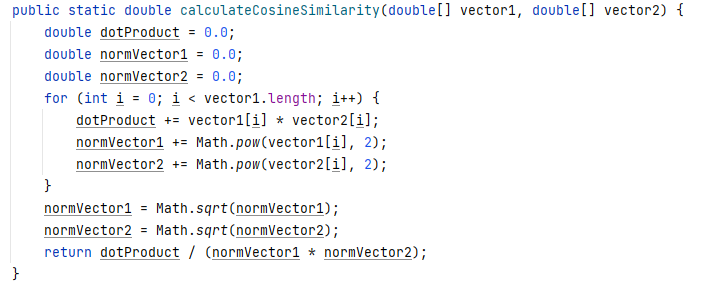 public static double calculateCosineSimilarity(double[] vector1, double[] vector2) {
    double dotProduct = 0.0;
    double normVector1 = 0.0;
    double normVector2 = 0.0;
    for (int i = 0; i < vector1.length; i++) {
        dotProduct += vector1[i] * vector2[i];
        normVector1 += Math.pow(vector1[i], 2);
        normVector2 += Math.pow(vector2[i], 2);
    }
    normVector1 = Math.sqrt(normVector1);
    normVector2 = Math.sqrt(normVector2);
    return dotProduct / (normVector1 * normVector2);
}